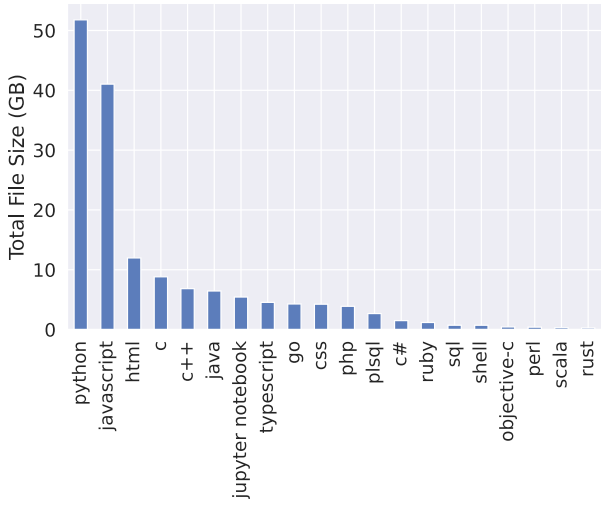 Total File Size (GB)
50
40
30
20
10
0
python
javascript
html
c
c++
java
jupyter notebook
typescript
go
css
php
plsql
c#
ruby
sql
shell
objective-c
perl
scala
rust